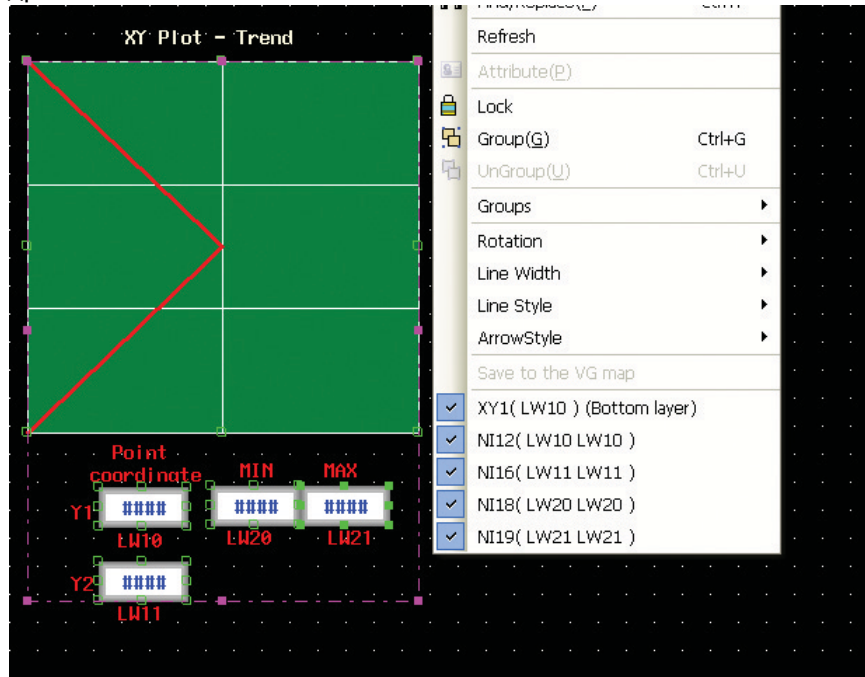 XY Plot - Trend
Refresh
Attribute(P)
Lock
Group(G) Ctrl+G
UnGroup(U) Ctrl+U
Groups
Rotation
Line Width
Line Style
ArrowStyle
Save to the VG map
XY1( LW10 ) (Bottom layer)
NI12( LW10 LW10 )
NI16( LW11 LW11 )
NI18( LW20 LW20 )
NI19( LW21 LW21 )
Point
coordinate MIN MAX
Y1 #### #### ####
LW10 LW20 LW21
Y2 ####
LW11